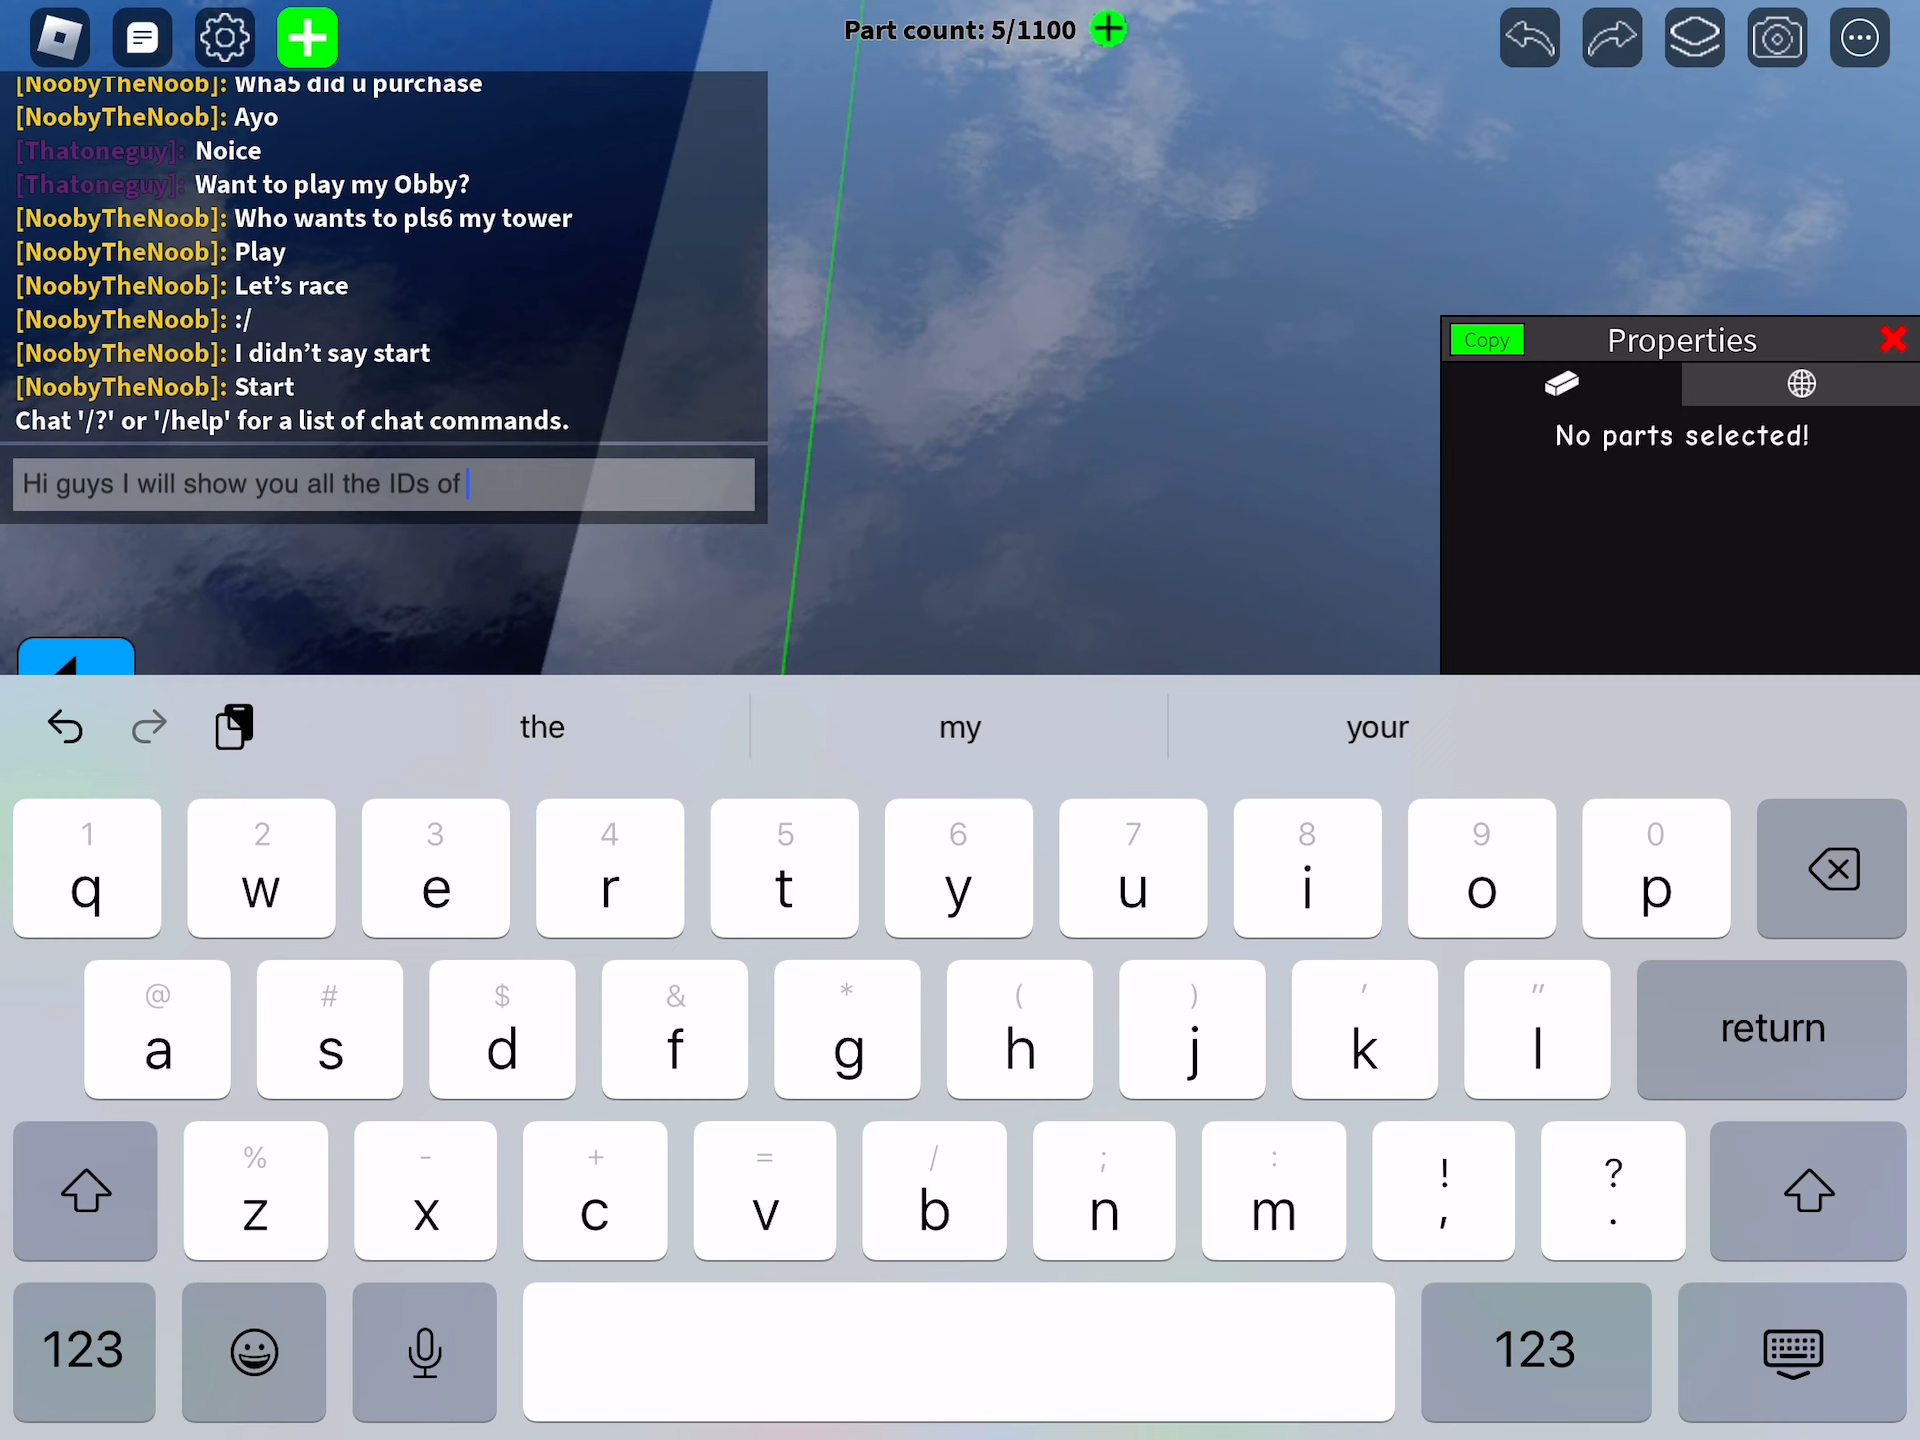 Part count: 5/1100
[NoobyTheNoob]: Wha5 did u purchase
[NoobyTheNoob]: Ayo
[Thatoneguy]: Noice
[Thatoneguy]: Want to play my Obby?
[NoobyTheNoob]: Who wants to pls6 my tower
[NoobyTheNoob]: Play
[NoobyTheNoob]: Let’s race
[NoobyTheNoob]: :/
[NoobyTheNoob]: I didn’t say start
[NoobyTheNoob]: Start
Chat '/?' or '/help' for a list of chat commands.
Hi guys I will show you all the IDs of
Copy Properties
No parts selected!
the my your
1 2 3 4 5 6 7 8 9 0
q w e r t y u i o p
@ # $ & * ( ) ' "
a s d f g h j k l return
% - + = / ; : ! ?
z x c v b n m , .
123 123